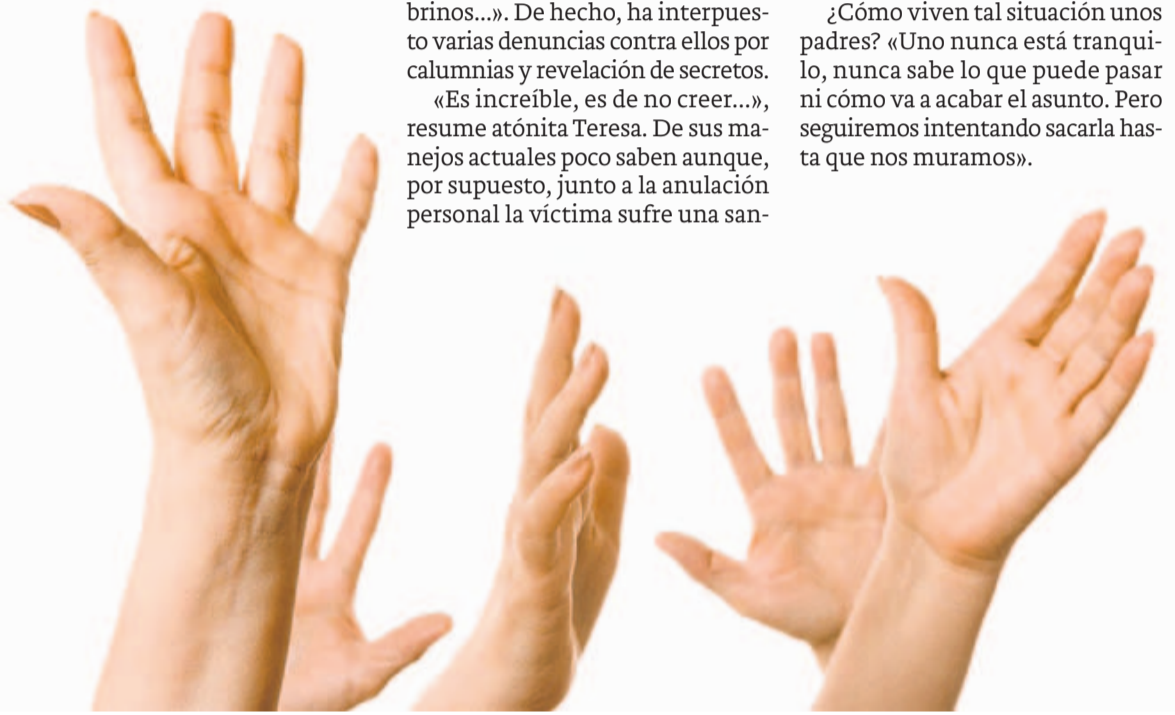 brinos...». De hecho, ha interpues-
to varias denuncias contra ellos por
calumnias y revelación de secretos.
«Es increíble, es de no creer...»,
resume atónita Teresa. De sus ma-
nejos actuales poco saben aunque,
por supuesto, junto a la anulación
personal la víctima sufre una san-
¿Cómo viven tal situación unos
padres? «Uno nunca está tranqui-
lo, nunca sabe lo que puede pasar
ni cómo va a acabar el asunto. Pero
seguiremos intentando sacarla has-
ta que nos muramos».